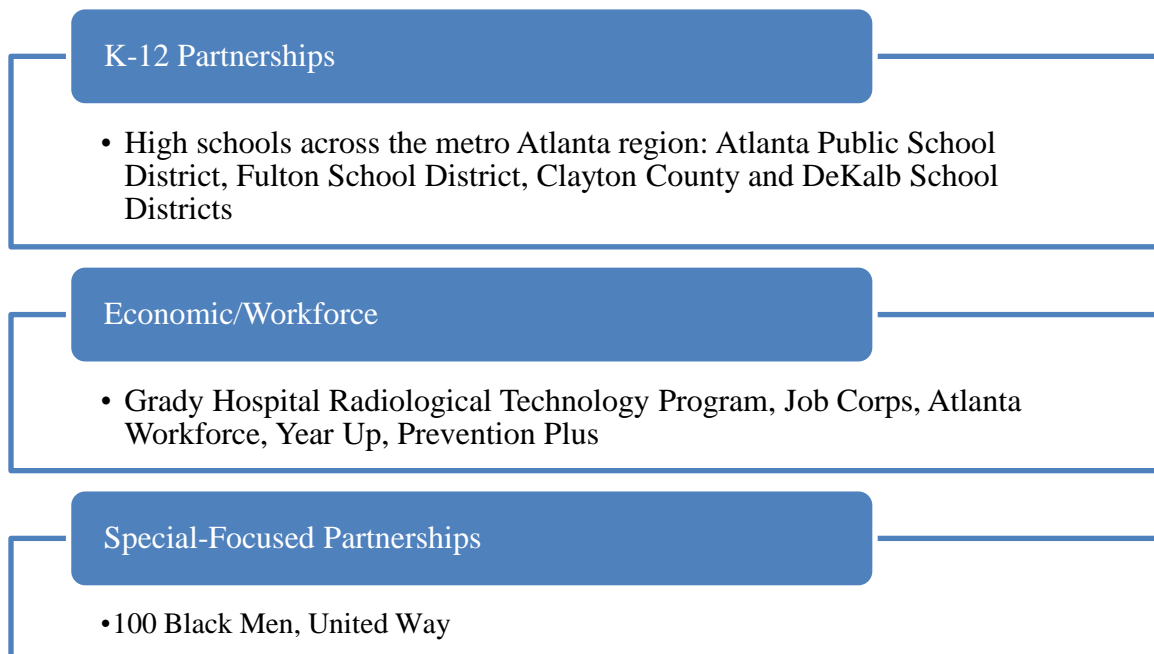 K-12 Partnerships
• High schools across the metro Atlanta region: Atlanta Public School
District, Fulton School District, Clayton County and DeKalb School
Districts
Economic/Workforce
• Grady Hospital Radiological Technology Program, Job Corps, Atlanta
Workforce, Year Up, Prevention Plus
Special-Focused Partnerships
•100 Black Men, United Way